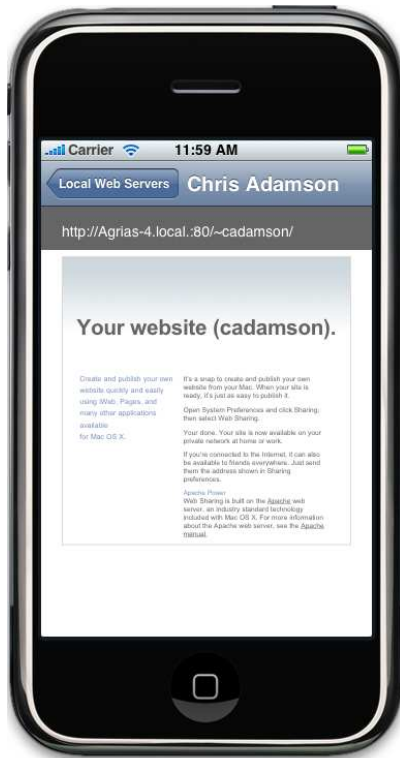 Carrier 11:59 AM
Local Web Servers Chris Adamson
http://Agrias-4.local.:80/~cadamson/
Your website (cadamson).
Create and publish your own
website quickly and easily
using iWeb, Pages, and
many other applications
available
for Mac OS X.
It's a snap to create and publish your own
website from your Mac. When your site is
ready, it's just as easy to publish it.
Open System Preferences and click Sharing,
then select Web Sharing.
Your done. Your site is now available on your
private network at home or work.
If you're connected to the Internet, it can also
be available to friends everywhere. Just send
them the address shown in Sharing
preferences.
Apache Power
Web Sharing is built on the Apache web
server, an industry standard technology
included with Mac OS X. For more information
about the Apache web server, see the Apache
manual.